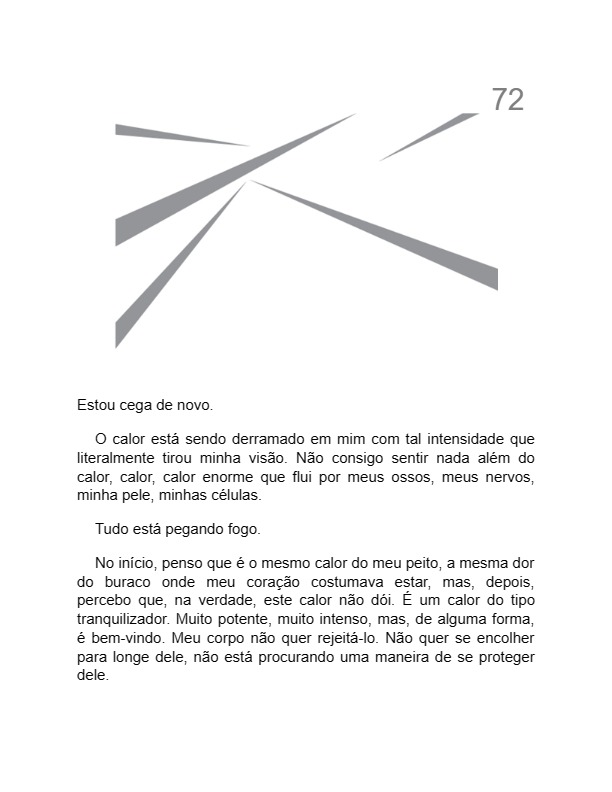 72
Estou cega de novo.
O calor está sendo derramado em mim com tal intensidade que
literalmente tirou minha visão. Não consigo sentir nada além do
calor, calor, calor enorme que flui por meus ossos, meus nervos,
minha pele, minhas células.
Tudo está pegando fogo.
No início, penso que é o mesmo calor do meu peito, a mesma dor
do buraco onde meu coração costumava estar, mas, depois,
percebo que, na verdade, este calor não dói. É um calor do tipo
tranquilizador. Muito potente, muito intenso, mas, de alguma forma,
é bem-vindo. Meu corpo não quer rejeitá-lo. Não quer se encolher
para longe dele, não está procurando uma maneira de se proteger
dele.